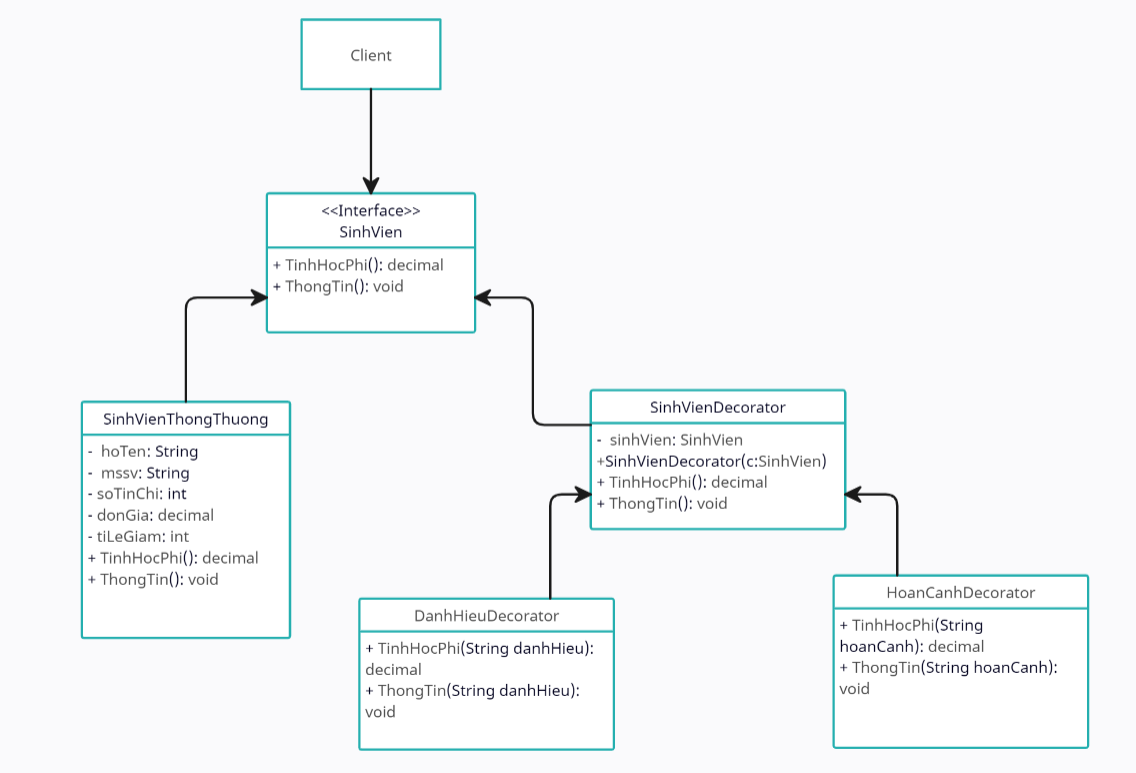 Client
<<Interface>>
SinhVien
+ TinhHocPhi(): decimal
+ ThongTin(): void
SinhVienThongThuong
- hoTen: String
- mssv: String
- soTinChi: int
- donGia: decimal
- tiLeGiam: int
+ TinhHocPhi(): decimal
+ ThongTin(): void
SinhVienDecorator
- sinhVien: SinhVien
+SinhVienDecorator(c:SinhVien)
+ TinhHocPhi(): decimal
+ ThongTin(): void
DanhHieuDecorator
+ TinhHocPhi(String danhHieu):
decimal
+ ThongTin(String danhHieu):
void
HoanCanhDecorator
+ TinhHocPhi(String
hoanCanh): decimal
+ ThongTin(String hoanCanh):
void